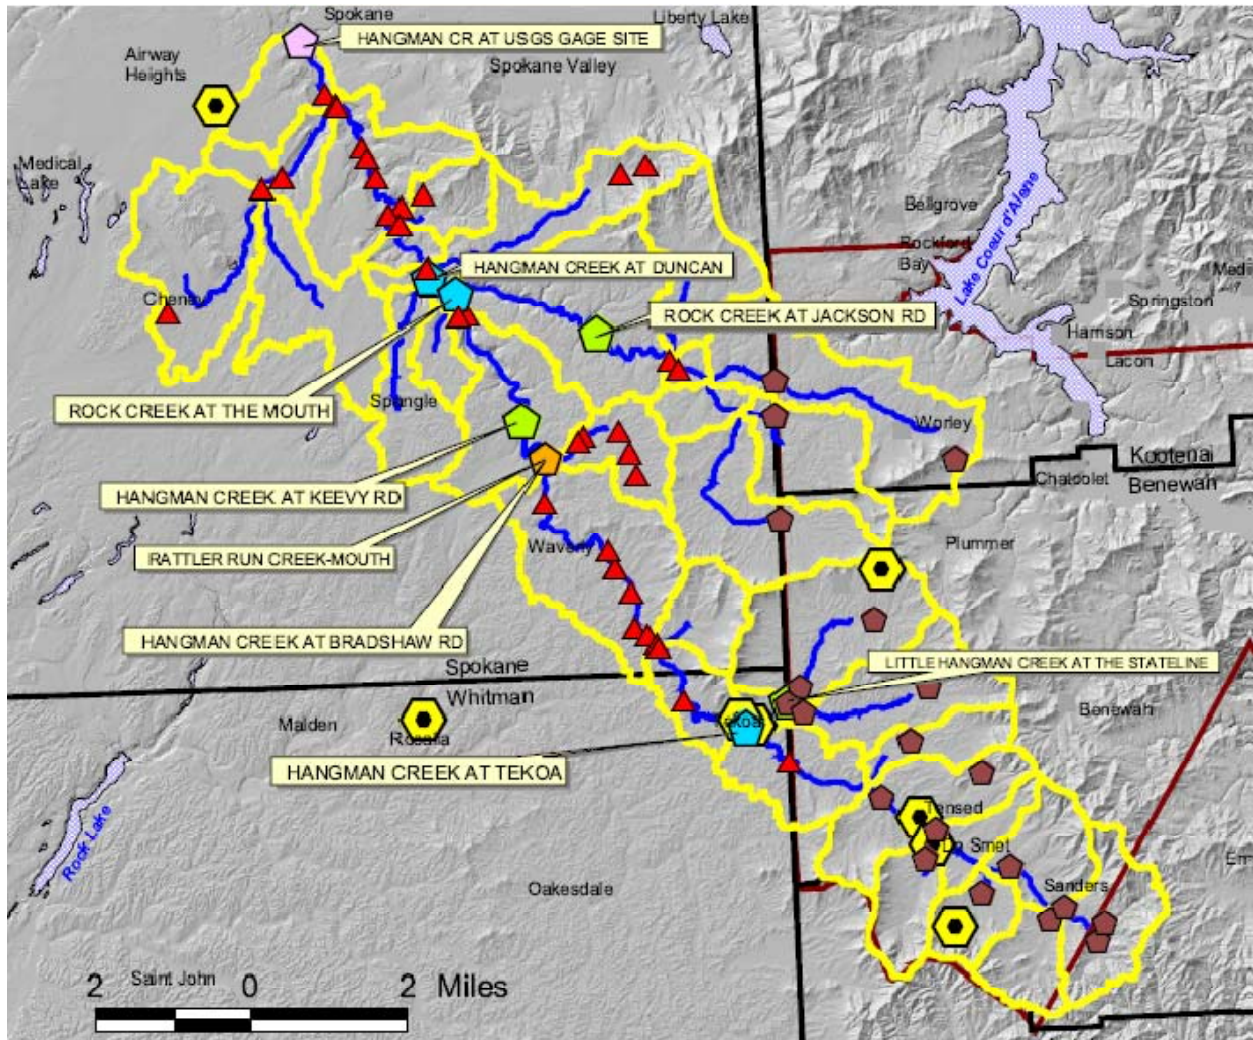 Spokane
Liberty Lake
HANGMAN CR AT USGS GAGE SITE
Airway
Heights
Spokane Valley
Medical
Lake
Bellgrove
Lake Coeur d'Alene
Rockford
Bay
HANGMAN CREEK AT DUNCAN
Cheney
Springston
ROCK CREEK AT JACKSON RD
Harrison
Lacon
ROCK CREEK AT THE MOUTH
Spangle
Worley
Kootenai
Chatcolet
Benewah
HANGMAN CREEK AT KEEVY RD
RATTLER RUN CREEK-MOUTH
Waverly
Plummer
HANGMAN CREEK AT BRADSHAW RD
Spokane
Whitman
LITTLE HANGMAN CREEK AT THE STATELINE
Malden
Rosalia
Tekoa
Benewah
HANGMAN CREEK AT TEKOA
Rock Lake
Tensed
De Smet
Oakesdale
Sanders
Saint John
2 0 2 Miles